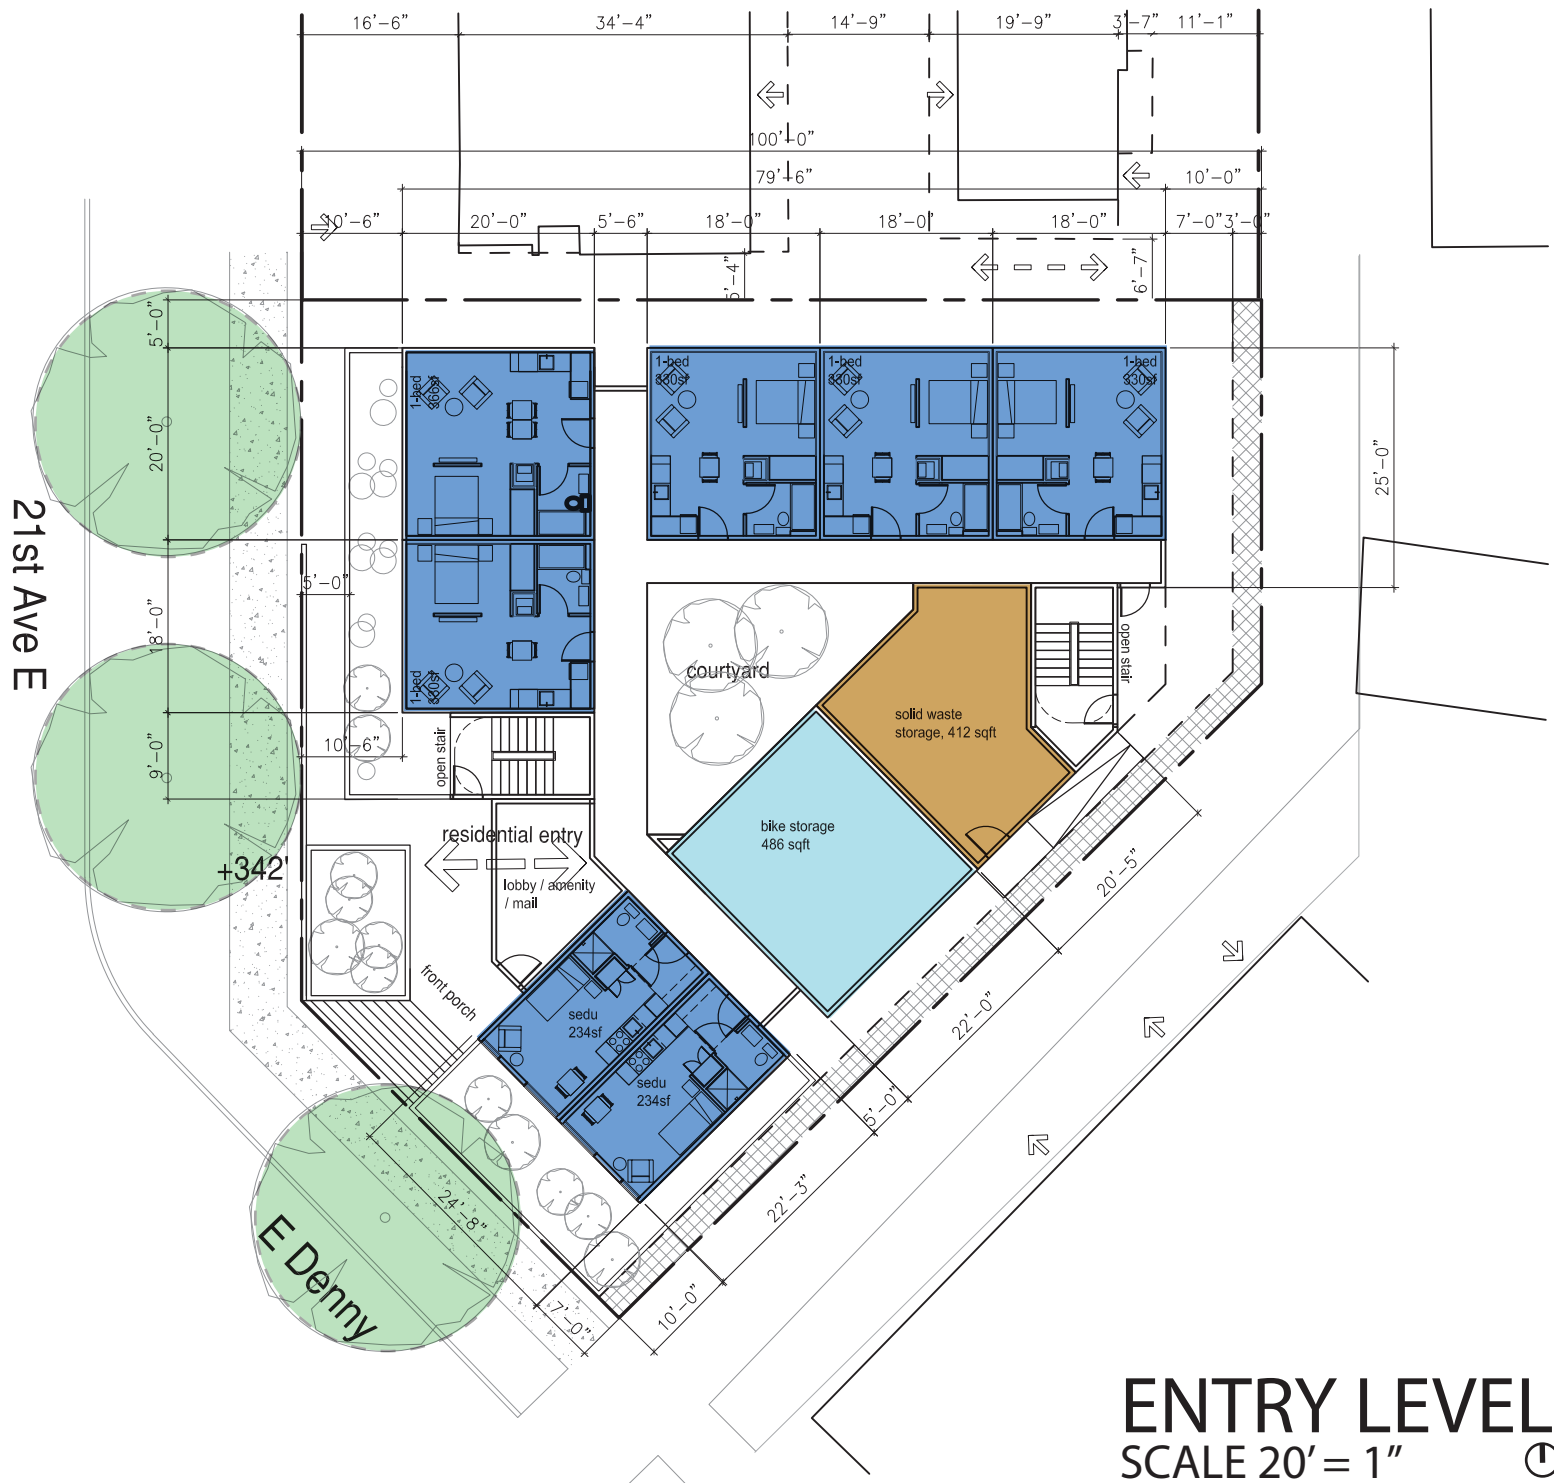 16'-6"
34'-4"
14'-9"
19'-9"
3'-7"
11'-1"
100'-0"
79'-6"
10'-0"
10'-6"
20'-0"
5'-6"
18'-0"
18'-0"
18'-0"
7'-0"
3'-0"
5'-4"
6'-7"
5'-0"
20'-0"
18'-0"
9'-0"
5'-0"
10'-6"
25'-0"
1-bed
366sf
1-bed
330sf
1-bed
330sf
1-bed
330sf
1-bed
330sf
21st Ave E
courtyard
open stair
solid waste
storage, 412 sqft
open stair
bike storage
486 sqft
residential entry
+342'
lobby / amenity
/ mail
front porch
sedu
234sf
sedu
234sf
20'-5"
22'-0"
5'-0"
22'-3"
24'-8"
10'-0"
7'-0"
E Denny
ENTRY LEVEL
SCALE 20' = 1"